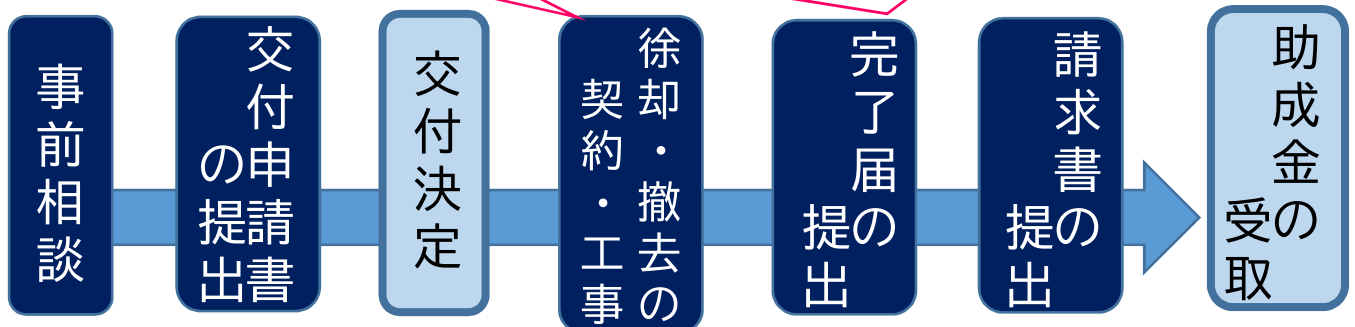 事前相談
交付申請書
の提出
交付決定
徐却・撤去の
契約・工事
完了届の
提出
請求書の
提出
助成金の
受取